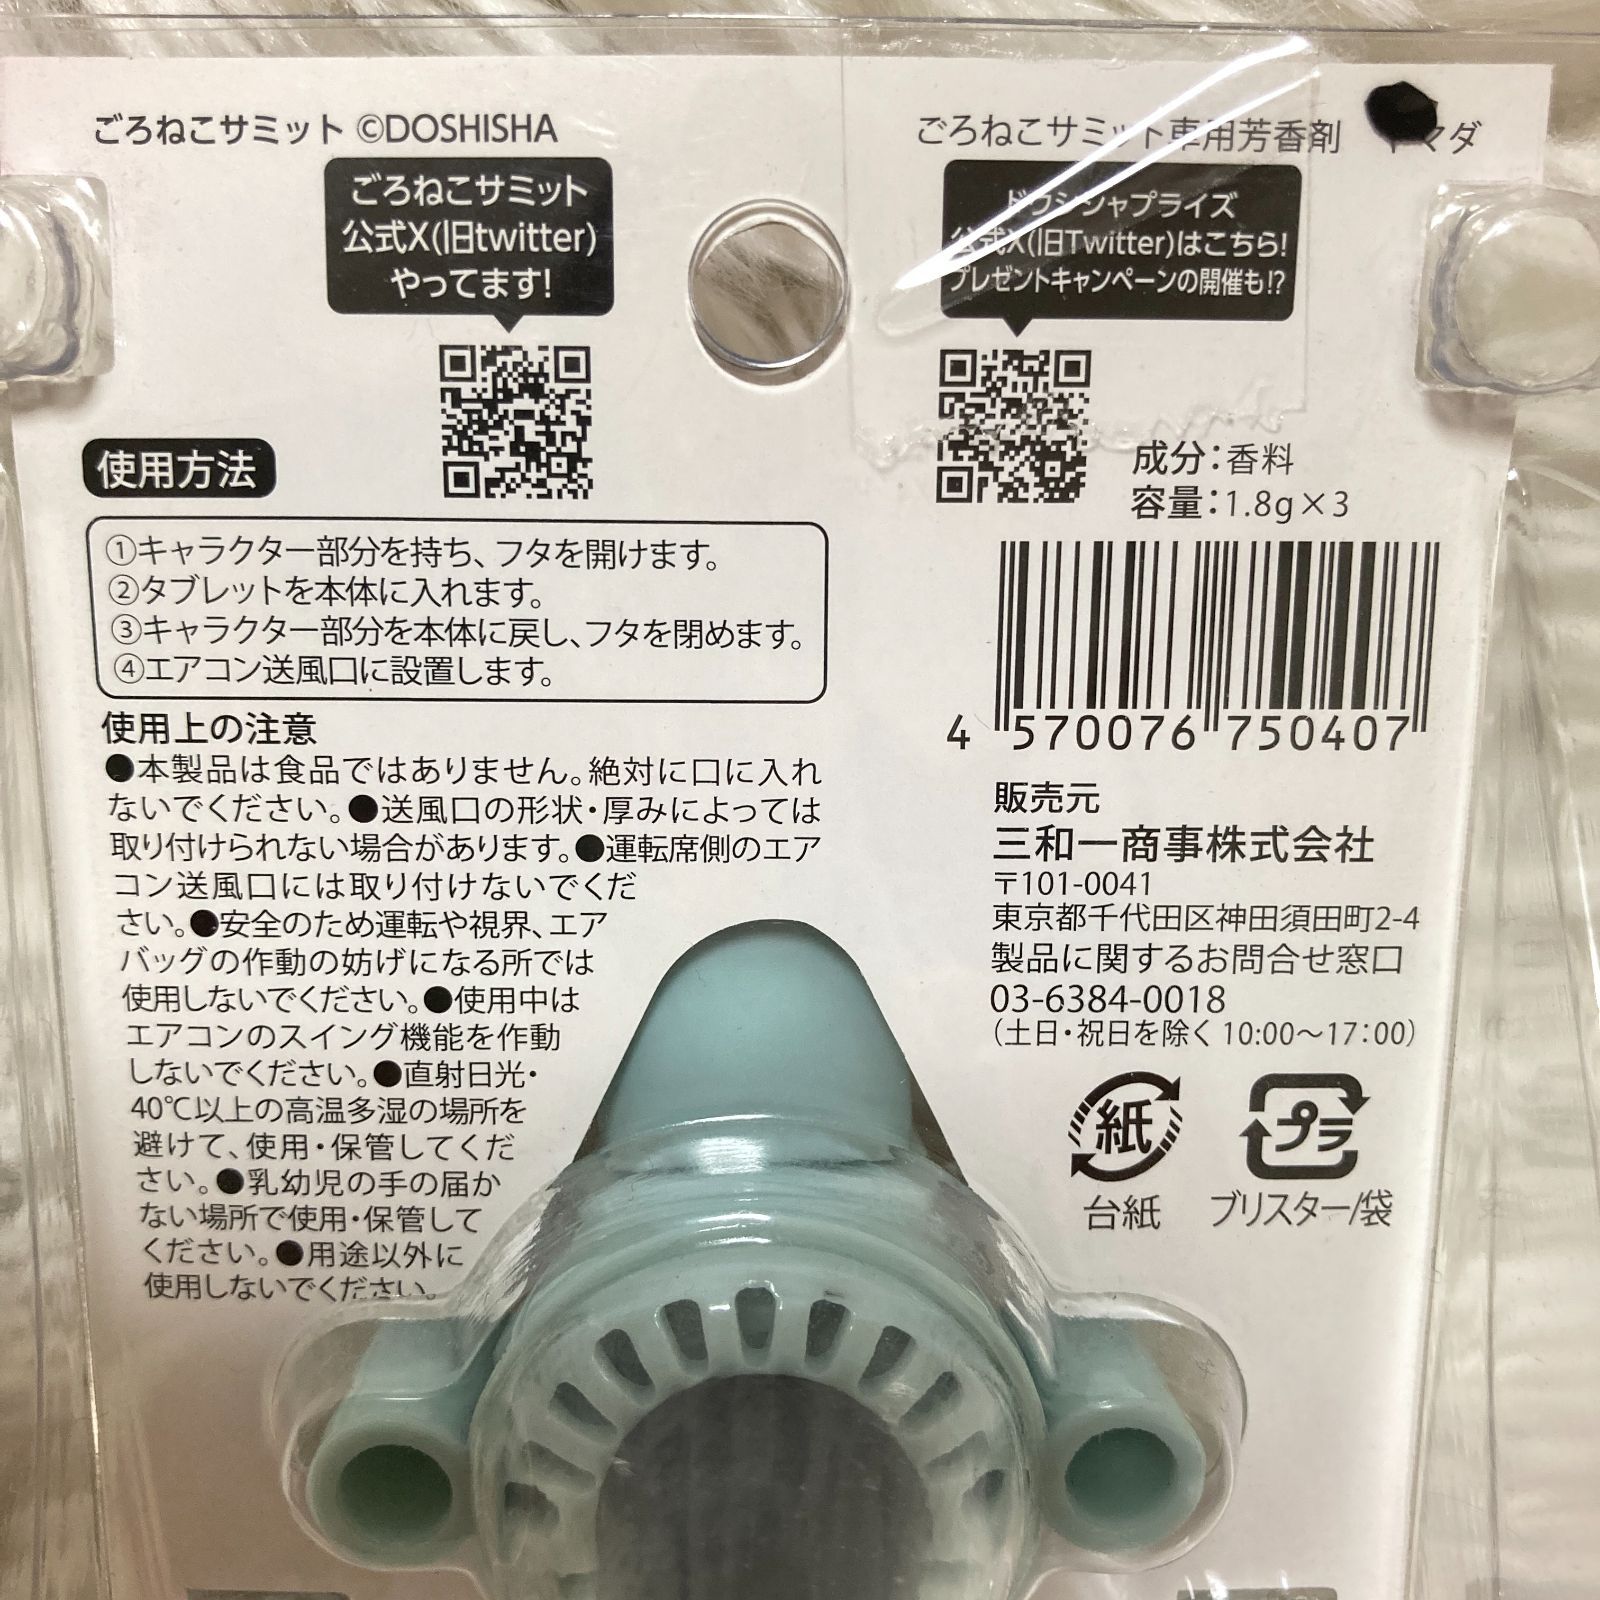 ごろねこサミット ©DOSHISHA
ごろねこサミット車用芳香剤
マダ
ごろねこサミット
公式X(旧twitter)
やってます!
ドウシシャプライズ
公式X(旧Twitter)はこちら!
プレゼントキャンペーンの開催も!?
使用方法
①キャラクター部分を持ち、フタを開けます。
②タブレットを本体に入れます。
③キャラクター部分を本体に戻し、フタを閉めます。
④エアコン送風口に設置します。
使用上の注意
●本製品は食品ではありません。絶対に口に入れ
ないでください。●送風口の形状・厚みによっては
取り付けられない場合があります。●運転席側のエア
コン送風口には取り付けないでくだ
さい。●安全のため運転や視界、エア
バッグの作動の妨げになる所では
使用しないでください。●使用中は
エアコンのスイング機能を作動
しないでください。●直射日光・
40℃以上の高温多湿の場所を
避けて、使用・保管してくだ
さい。●乳幼児の手の届か
ない場所で使用・保管して
ください。●用途以外に
使用しないでください。
成分：香料
容量：1.8g×3
4 570076 750407
販売元
三和一商事株式会社
〒101-0041
東京都千代田区神田須田町2-4
製品に関するお問合せ窓口
03-6384-0018
(土日・祝日を除く 10:00～17:00)
紙
台紙
プラ
ブリスター/袋